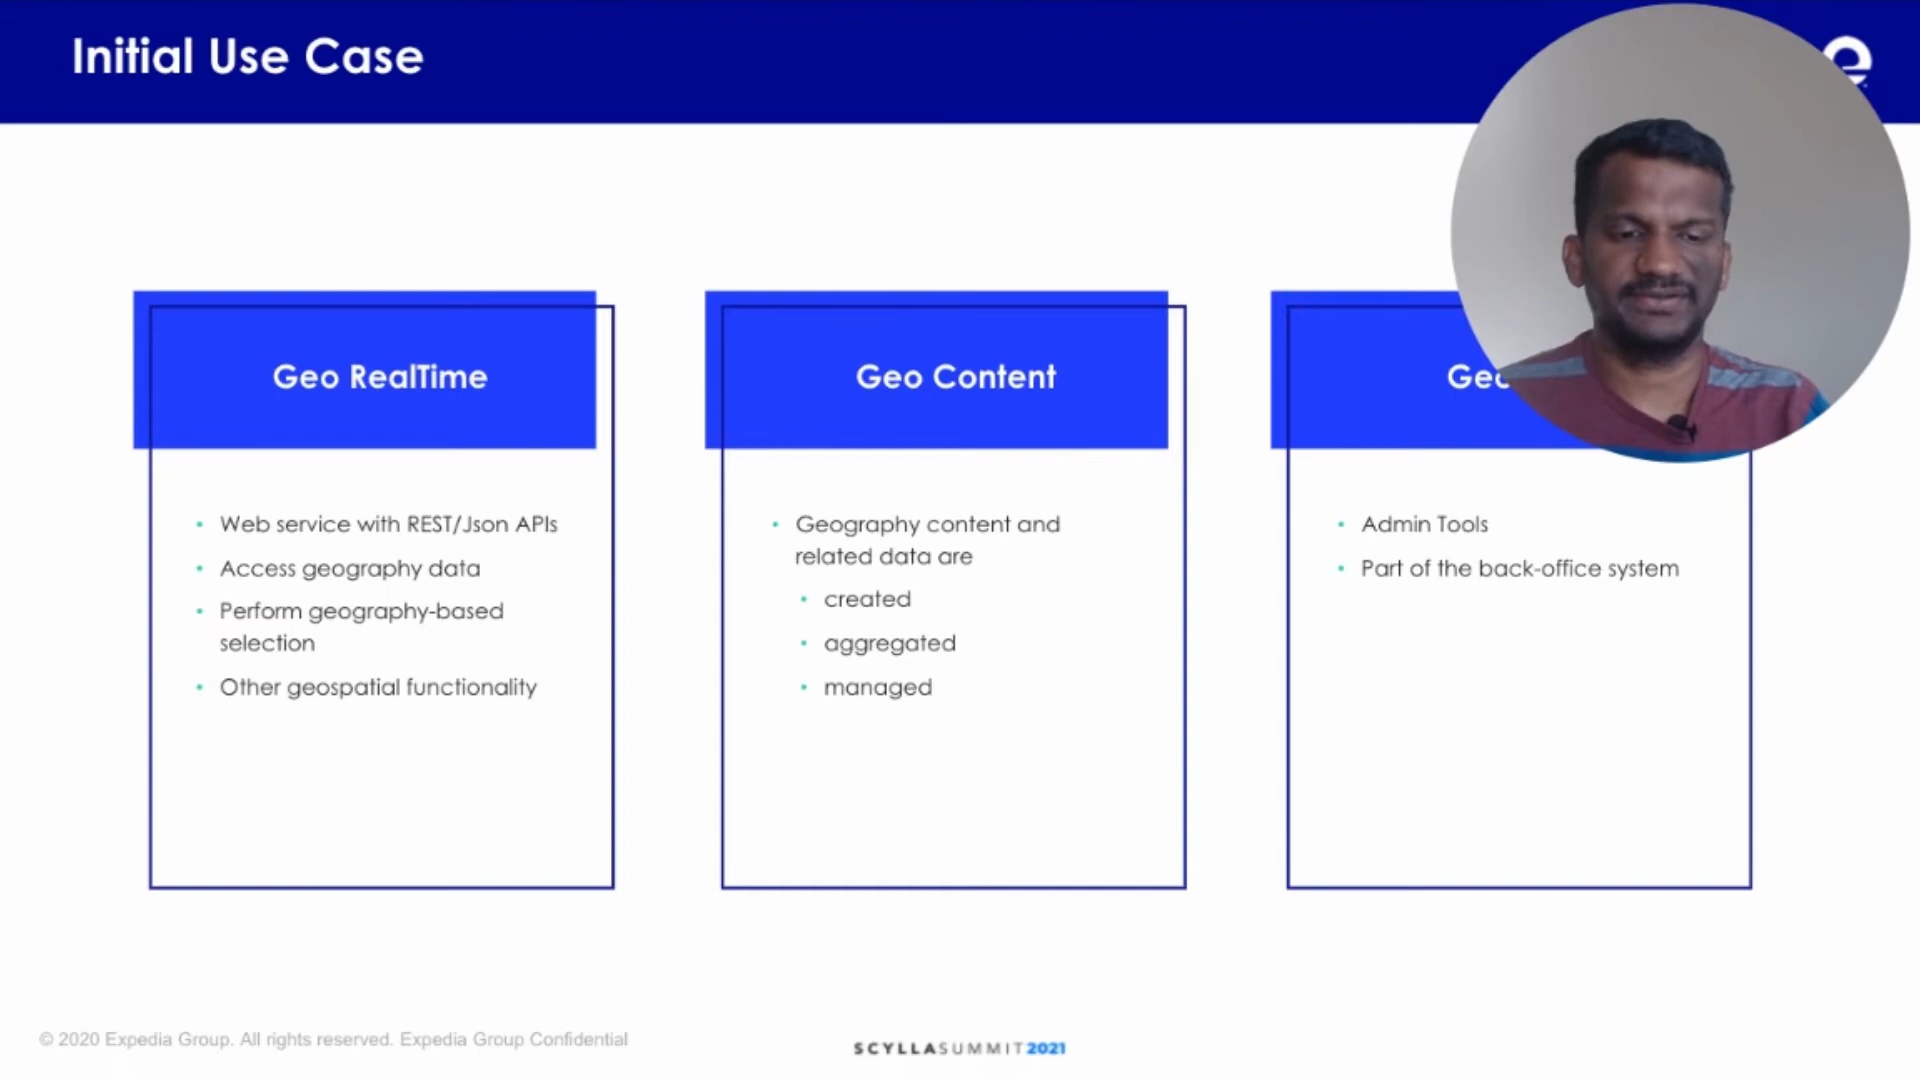 Initial Use Case
Geo RealTime
Web service with REST/Json APIs
Access geography data
Perform geography-based
selection
Other geospatial functionality
Geo Content
Geography content and
related data are
created
aggregated
managed
Geo
Admin Tools
Part of the back-office system
© 2020 Expedia Group. All rights reserved. Expedia Group Confidential
SCYLLASUMMIT2021